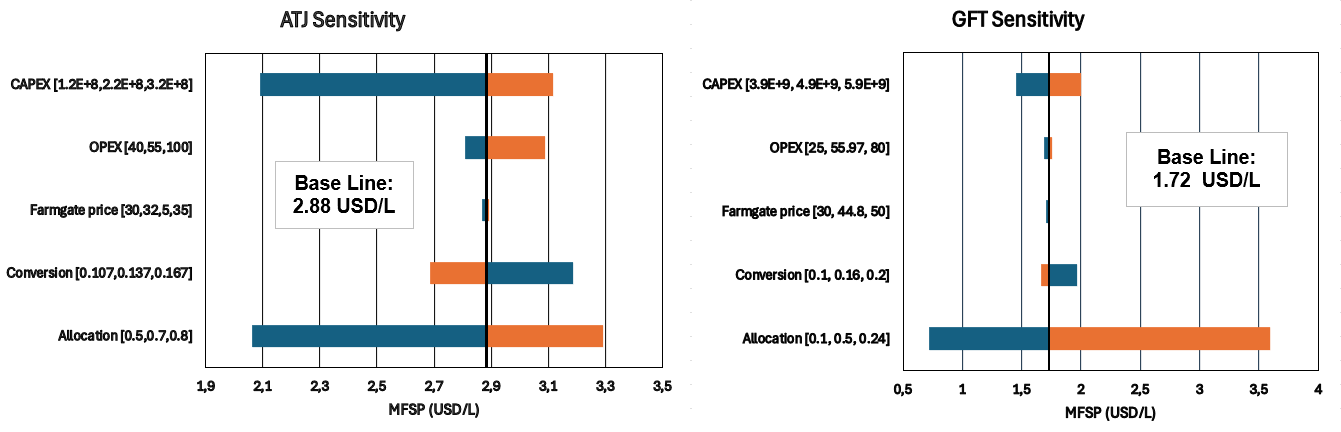 ATJ Sensitivity
CAPEX [1.2E+8,2.2E+8,3.2E+8]
OPEX [40,55,100]
Farmgate price [30,32,5,35]
Conversion [0.107,0.137,0.167]
Allocation [0.5,0.7,0.8]
Base Line:
2.88 USD/L
1,9 2,1 2,3 2,5 2,7 2,9 3,1 3,3 3,5
MFSP (USD/L)
GFT Sensitivity
CAPEX [3.9E+9, 4.9E+9, 5.9E+9]
OPEX [25, 55.97, 80]
Farmgate price [30, 44.8, 50]
Conversion [0.1, 0.16, 0.2]
Allocation [0.1, 0.5, 0.24]
Base Line:
1.72 USD/L
0,5 1 1,5 2 2,5 3 3,5 4
MFSP (USD/L)